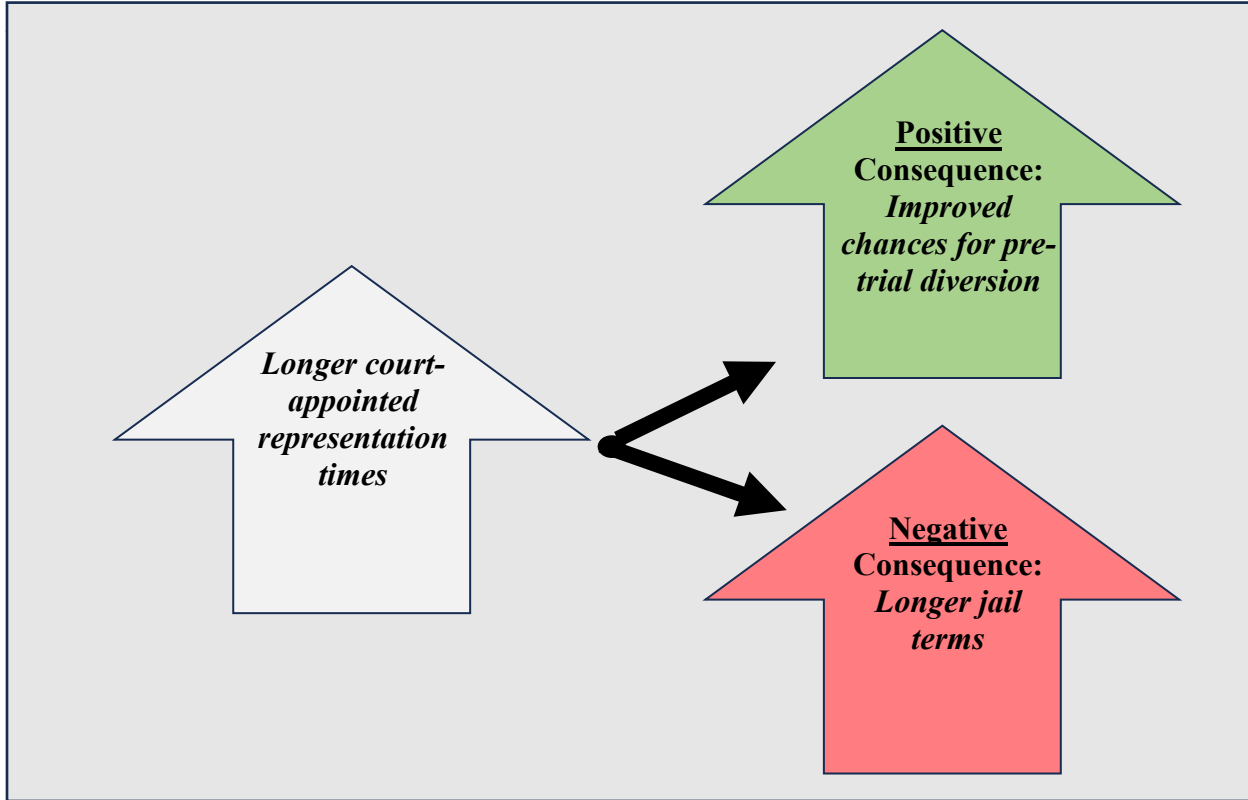 Longer court-
appointed
representation
times
Positive
Consequence:
Improved
chances for pre-
trial diversion
Negative
Consequence:
Longer jail
terms